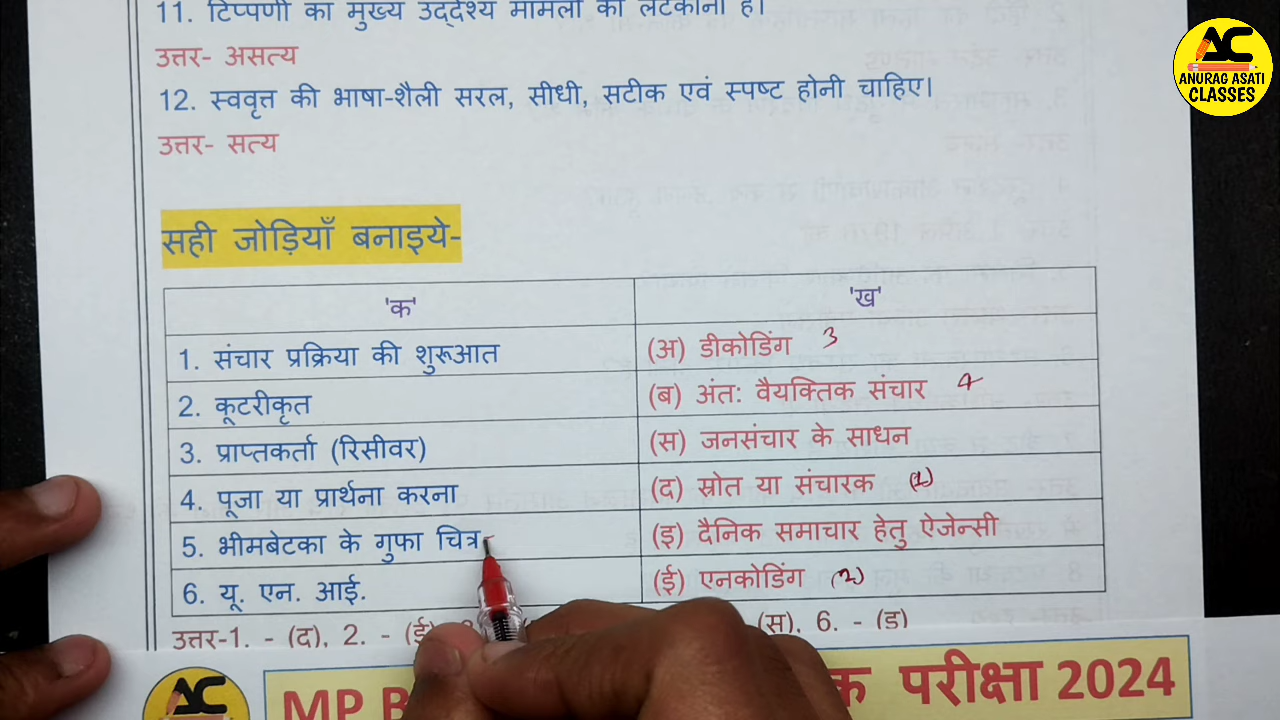 11. टिप्पणी का मुख्य उद्देश्य मामलों को लटकाना है।
उत्तर- असत्य
12. स्ववृत्त की भाषा-शैली सरल, सीधी, सटीक एवं स्पष्ट होनी चाहिए।
उत्तर- सत्य
सही जोड़ियाँ बनाइये-
'क' 'ख'
1. संचार प्रक्रिया की शुरूआत (अ) डीकोडिंग 3
2. कूटरीकृत (ब) अंत: वैयक्तिक संचार 4
3. प्राप्तकर्ता (रिसीवर) (स) जनसंचार के साधन
4. पूजा या प्रार्थना करना (द) स्रोत या संचारक (1)
5. भीमबेटका के गुफा चित्र (इ) दैनिक समाचार हेतु ऐजेन्सी
6. यू. एन. आई. (ई) एनकोडिंग (2)
उत्तर-1. - (द), 2. - (ई) (स), 6. - (ड)
MP परीक्षा 2024
AC
ANURAG ASATI
CLASSES